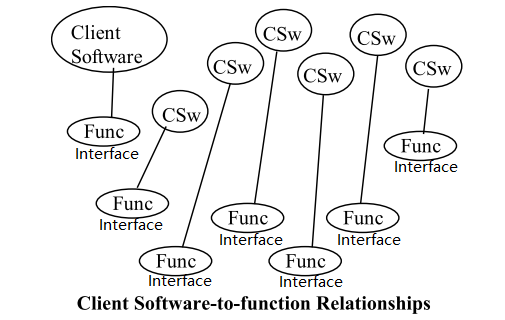 Client
Software
CSw
CSw
CSw
CSw
CSw
CSw
CSw
Func
Interface
Func
Interface
Func
Interface
Func
Interface
Func
Interface
Func
Interface
Func
Interface
Client Software-to-function Relationships